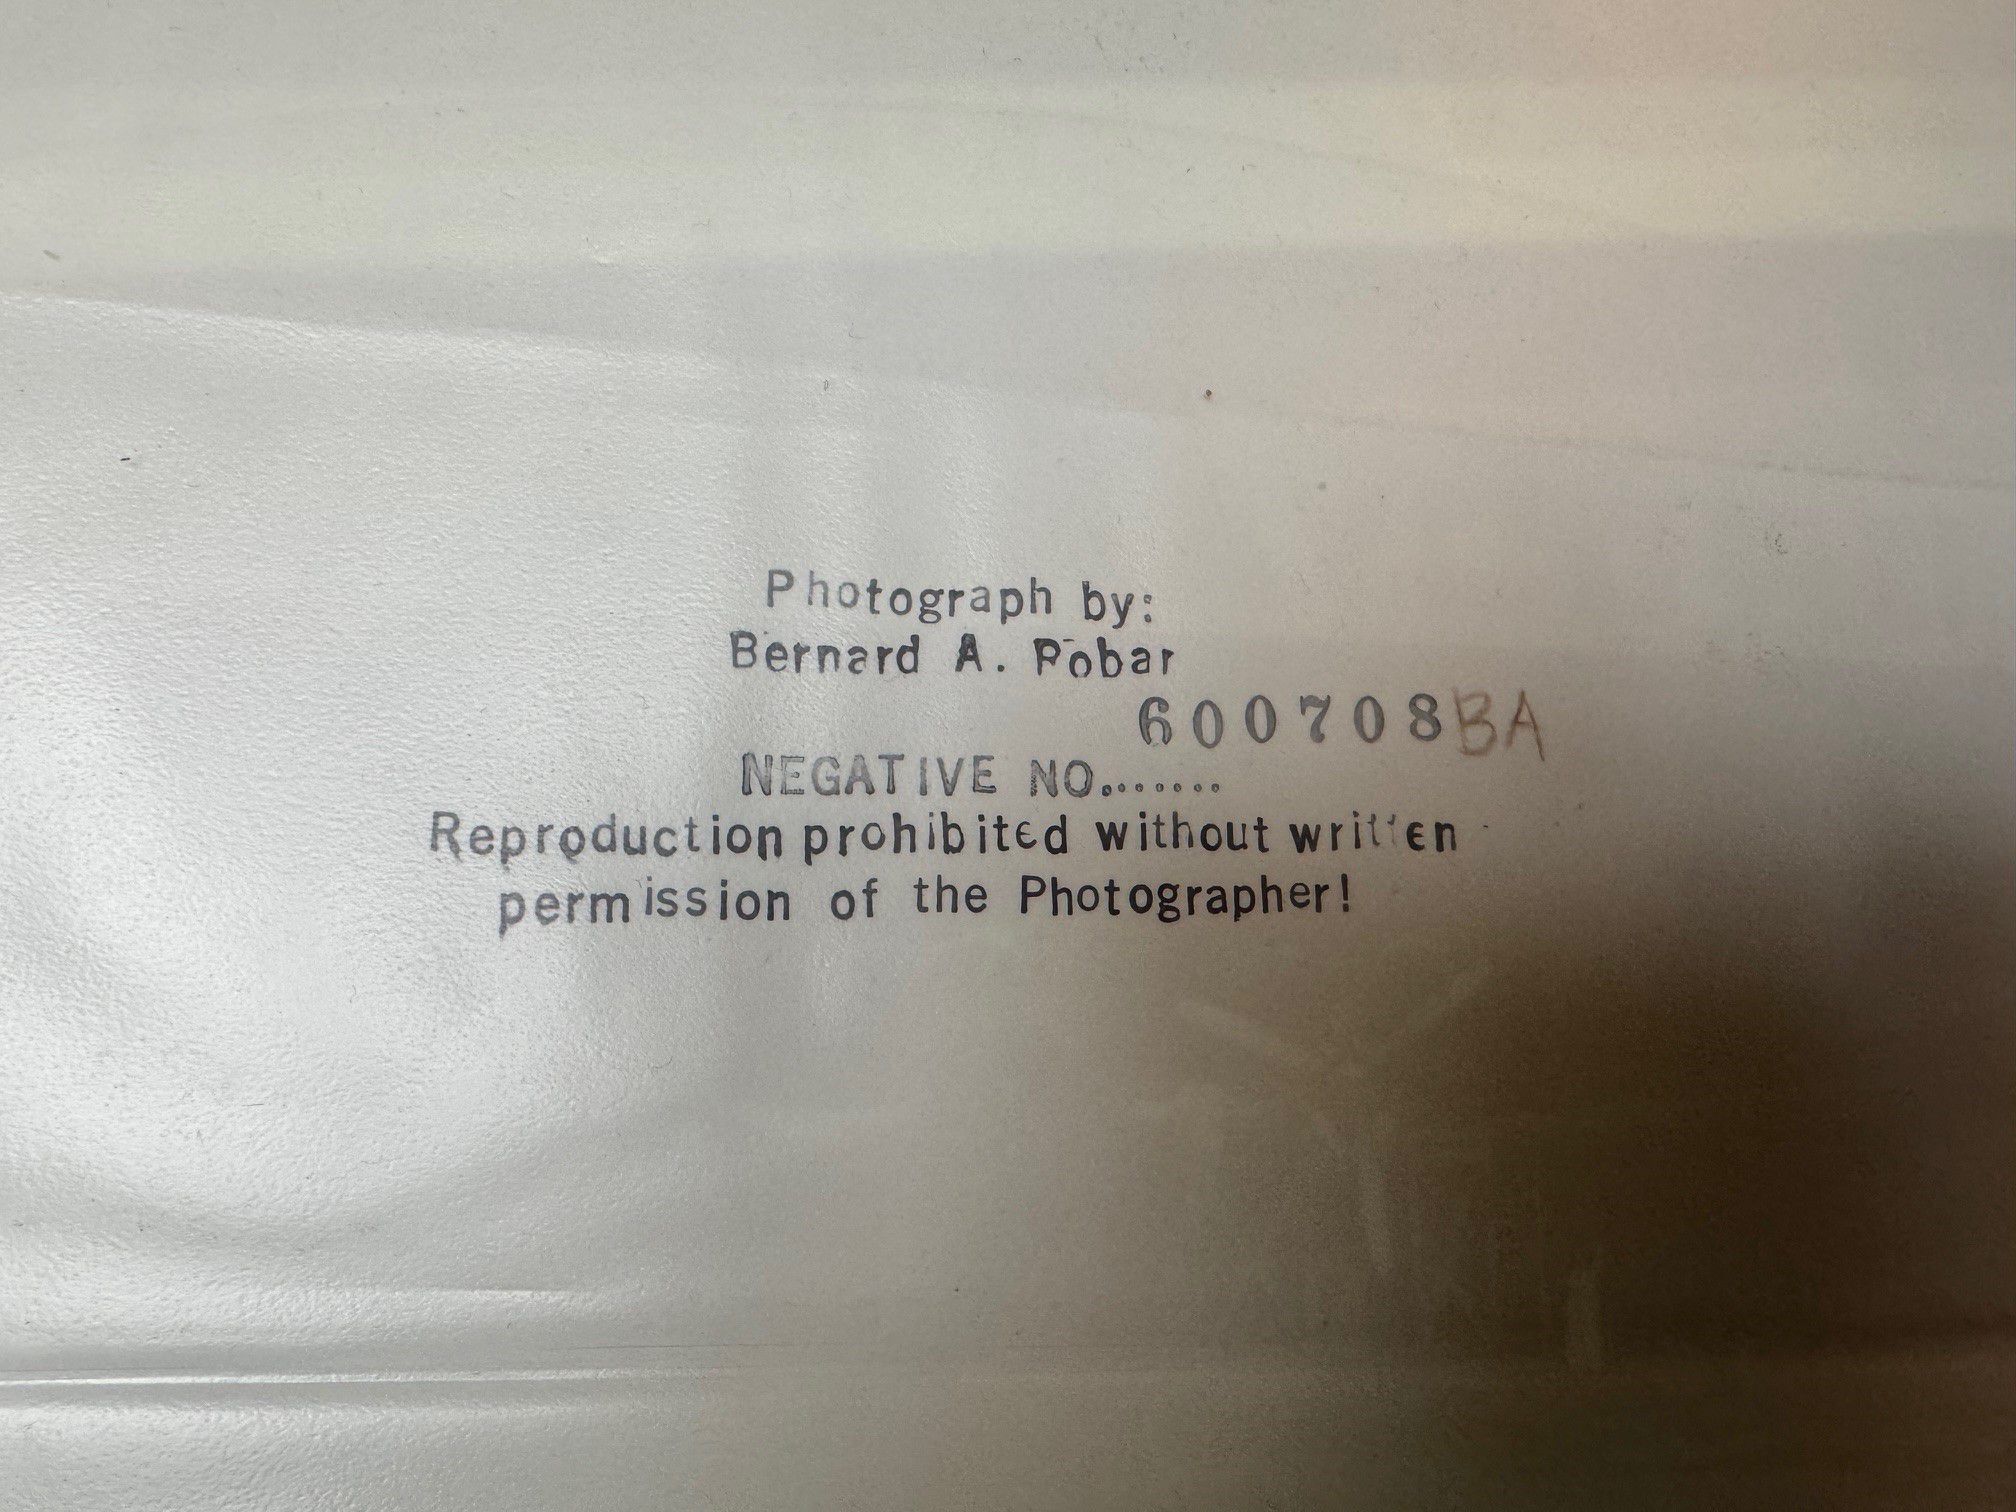 Photograph by:
Bernard A. Pobar
600708BA
NEGATIVE NO.......
Reproduction prohibited without written
permission of the Photographer!